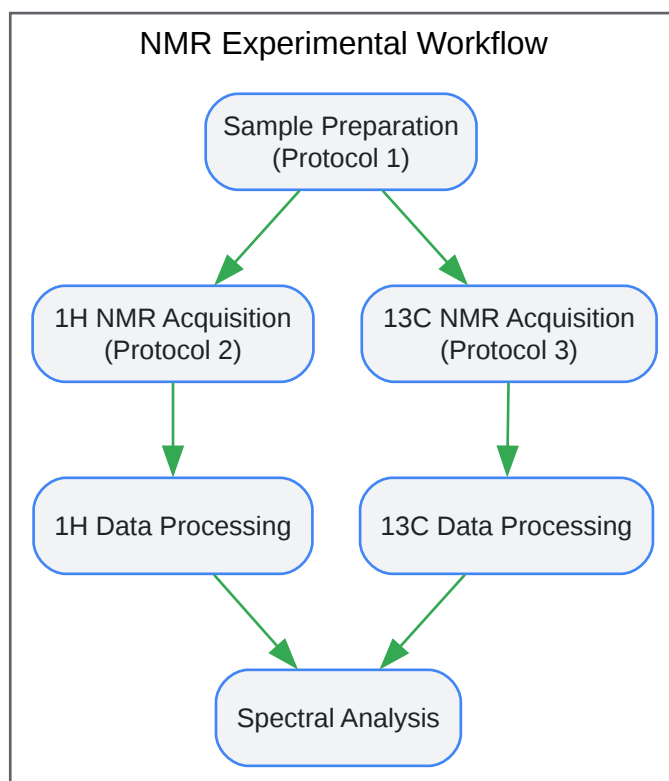 NMR Experimental Workflow
Sample Preparation
(Protocol 1)
1H NMR Acquisition
(Protocol 2)
13C NMR Acquisition
(Protocol 3)
1H Data Processing
13C Data Processing
Spectral Analysis